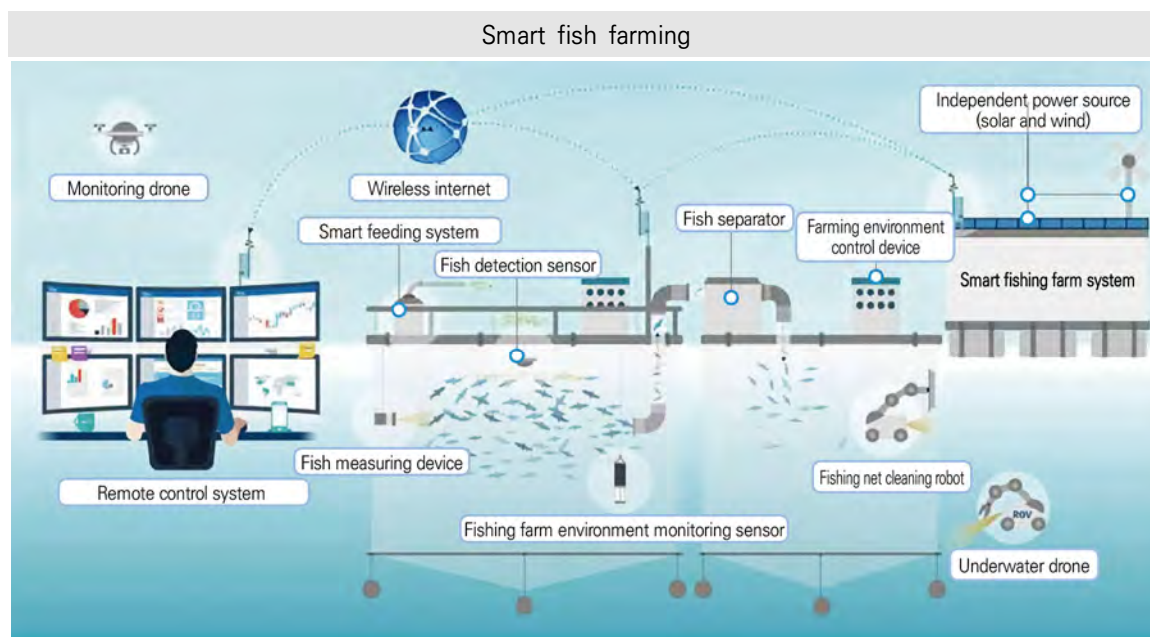 Smart fish farming
Independent power source
(solar and wind)
Monitoring drone
Wireless internet
Smart feeding system
Fish separator
Farming environment
control device
Fish detection sensor
Smart fishing farm system
Fish measuring device
Remote control system
Fishing net cleaning robot
ROV
Fishing farm environment monitoring sensor
Underwater drone